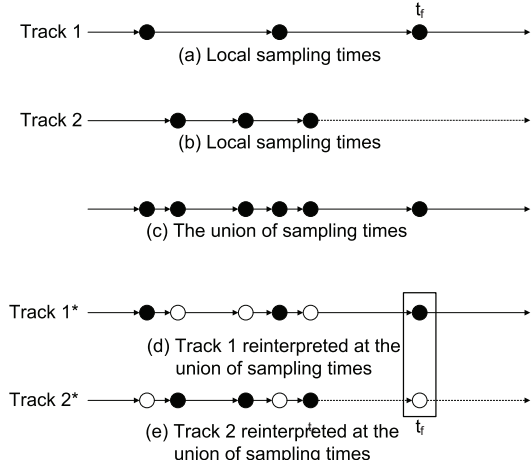 t_f
Track 1
(a) Local sampling times
Track 2
(b) Local sampling times
(c) The union of sampling times
Track 1*
(d) Track 1 reinterpreted at the
union of sampling times
Track 2*
t_f
(e) Track 2 reinterpreted at the
union of sampling times